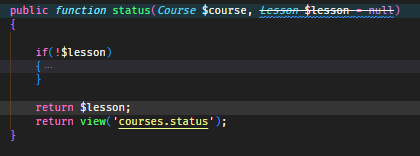 public function status(Course $course, Lesson $lesson = null)
{
if(!$lesson)
{ ...
}
return $lesson;
return view('courses.status');
}